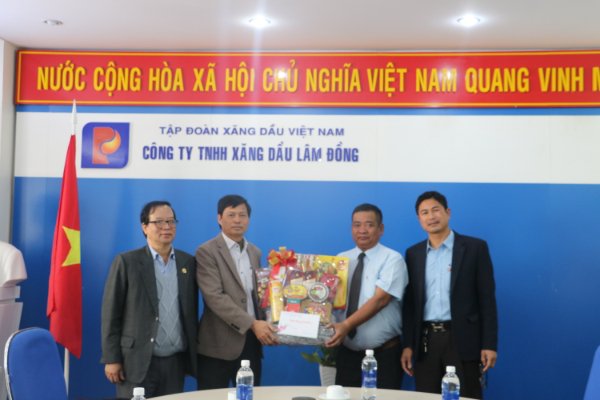 NƯỚC CỘNG HÒA XÃ HỘI CHỦ NGHĨA VIỆT NAM QUANG VINH
TẬP ĐOÀN XĂNG DẦU VIỆT NAM
CÔNG TY TNHH XĂNG DẦU LÂM ĐỒNG